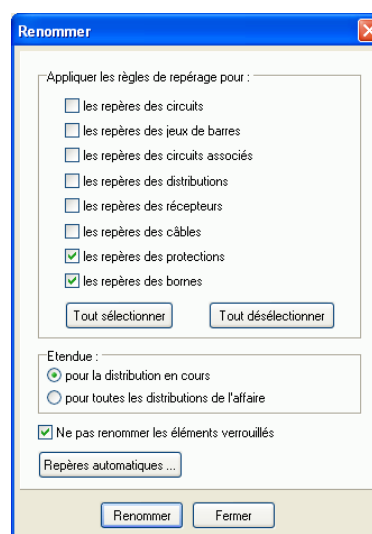 Renommer
Appliquer les règles de repérage pour :
les repères des circuits
les repères des jeux de barres
les repères des circuits associés
les repères des distributions
les repères des récepteurs
les repères des câbles
les repères des protections
les repères des bornes
Tout sélectionner Tout désélectionner
Etendue :
pour la distribution en cours
pour toutes les distributions de l'affaire
Ne pas renommer les éléments verrouillés
Repères automatiques ...
Renommer Fermer